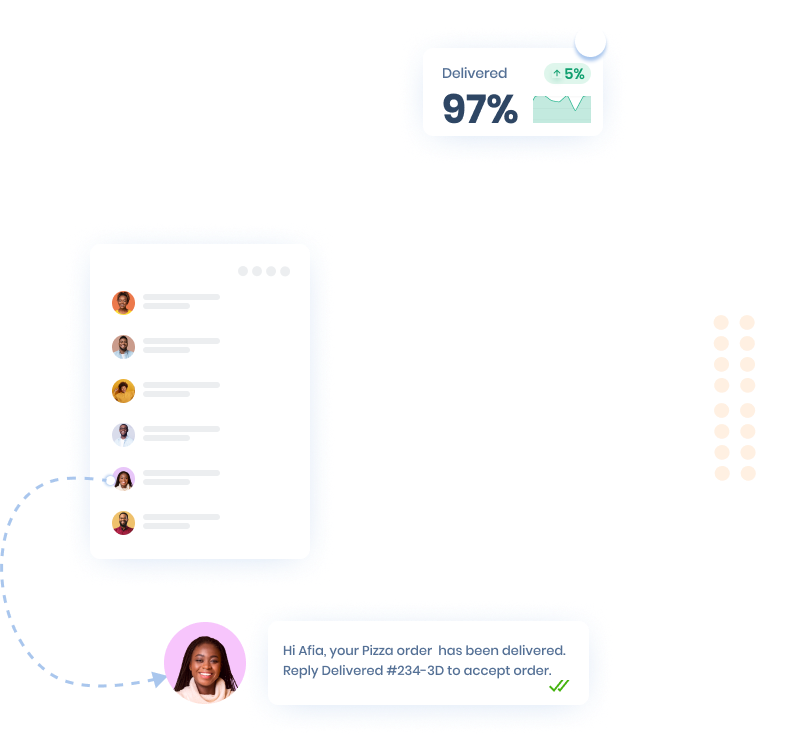 Delivered
↑ 5%
97%
Hi Afia, your Pizza order has been delivered.
Reply Delivered #234-3D to accept order.